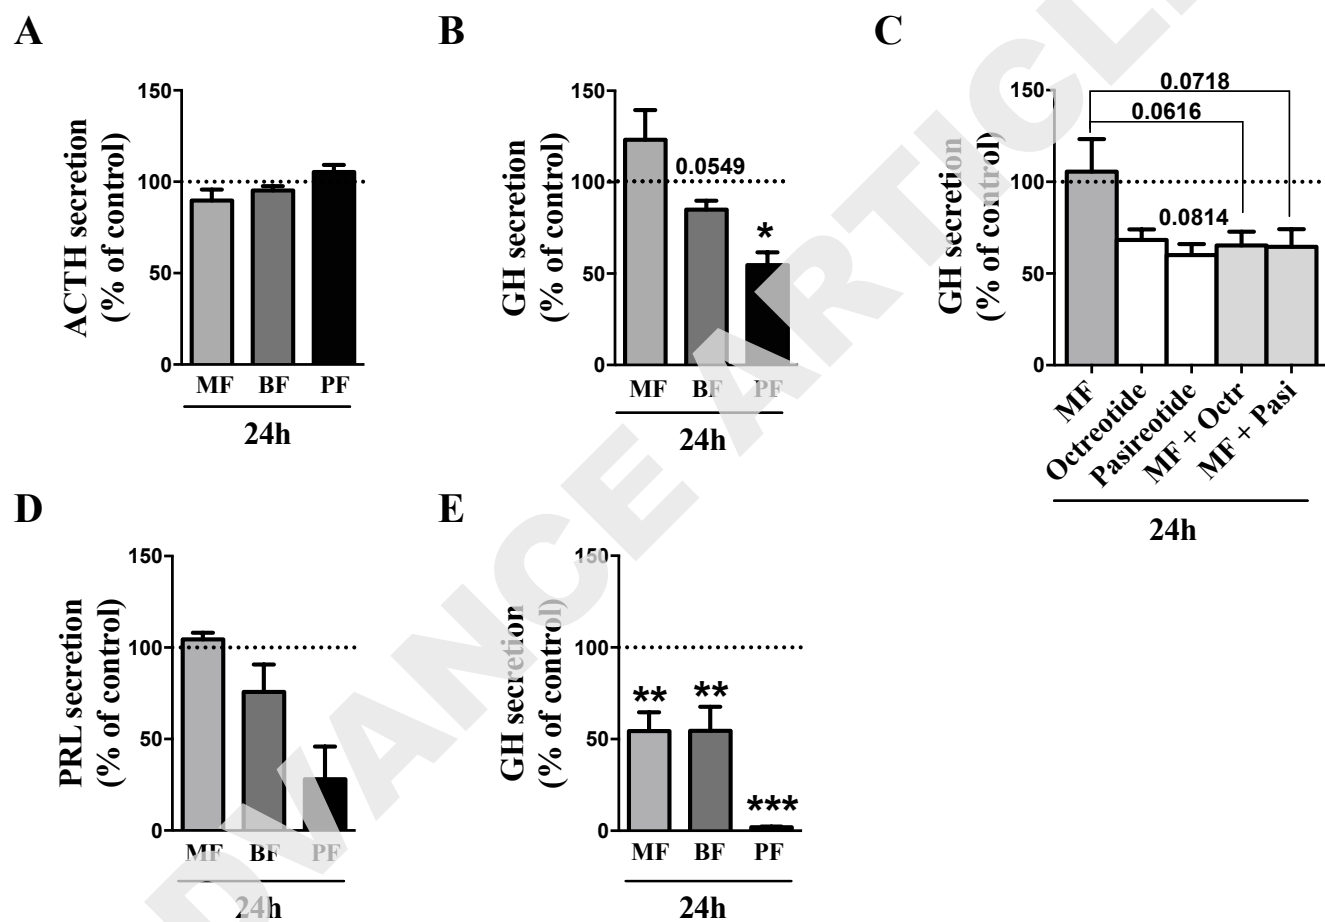 A
ACTH secretion
(% of control)
150
100
50
0
MF BF PF
24h
B
GH secretion
(% of control)
150
100
50
0
0.0549
*
MF BF PF
24h
C
GH secretion
(% of control)
150
100
50
0
0.0718
0.0616
0.0814
MF
Octreotide
Pasireotide
MF + Octr
MF + Pasi
24h
D
PRL secretion
(% of control)
150
100
50
0
MF BF PF
24h
E
GH secretion
(% of control)
150
100
50
0
** ** ***
MF BF PF
24h
DVANCE ARTICLE